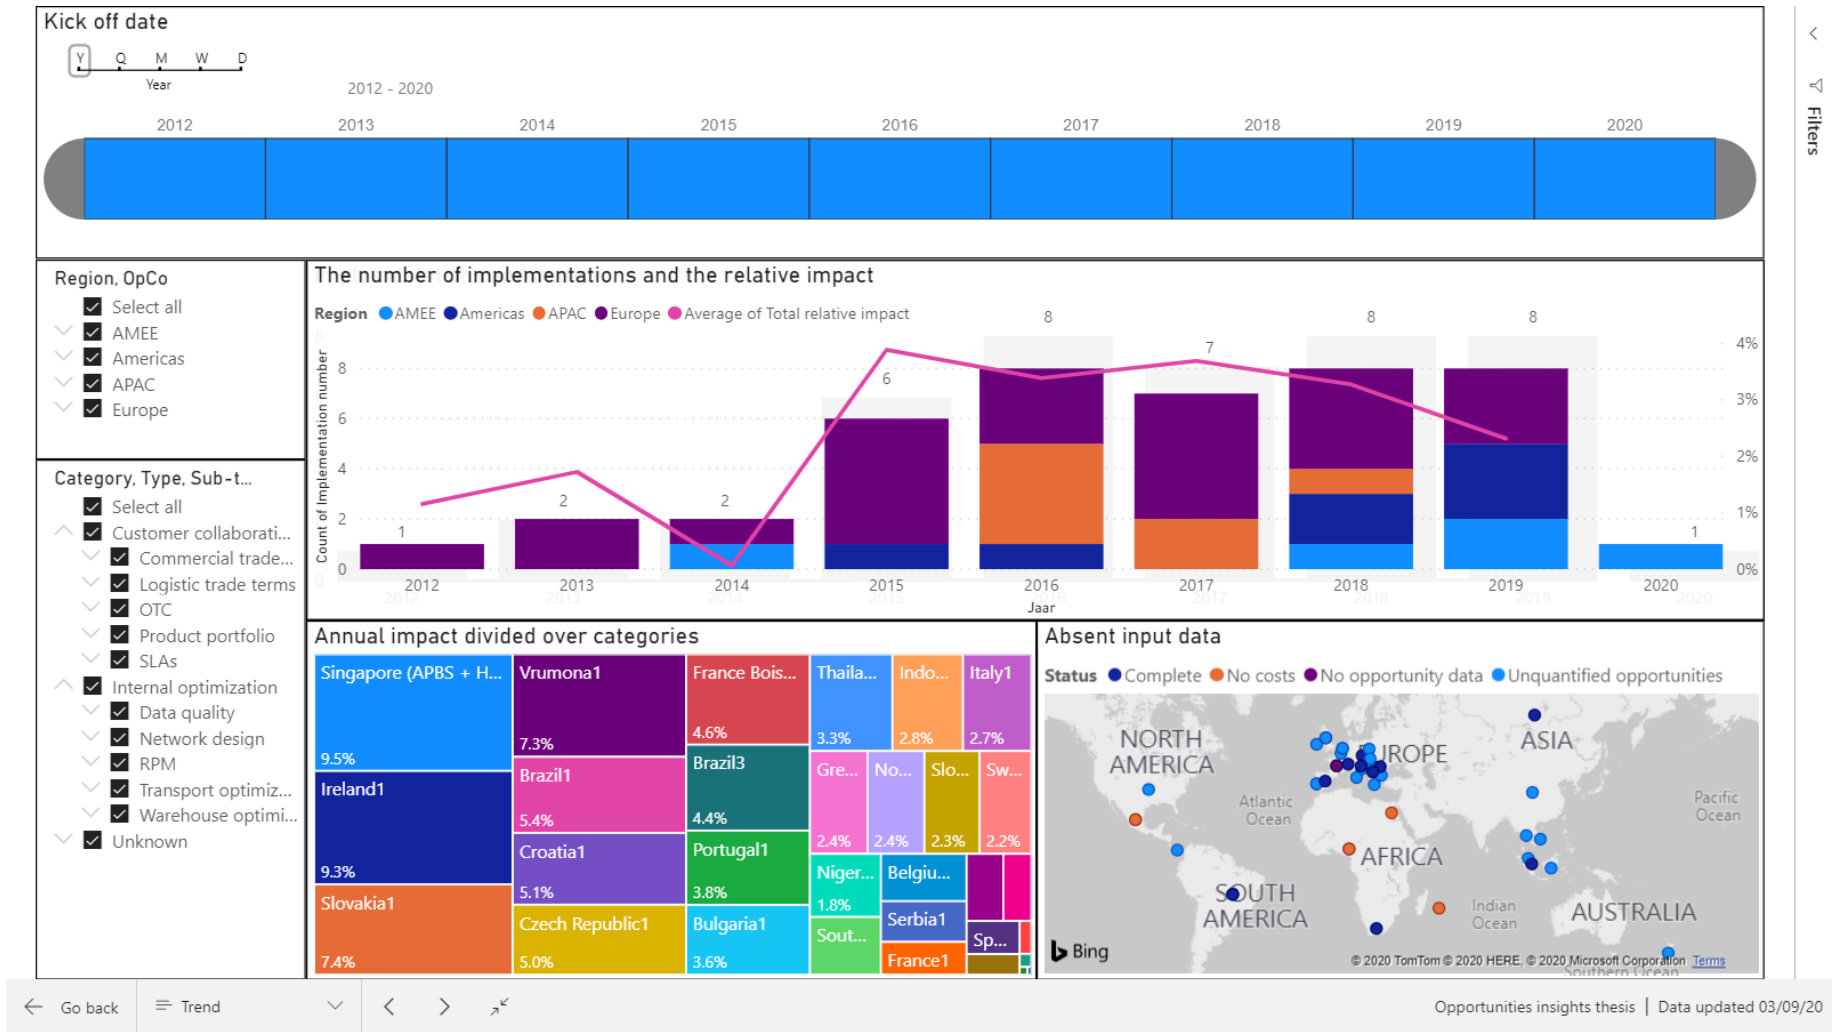 Kick off date
Y Q M W D
Year
2012 - 2020
2012 2013 2014 2015 2016 2017 2018 2019 2020
Filters
Region, OpCo
Select all
AMEE
Americas
APAC
Europe
Category, Type, Sub-t...
Select all
Customer collaborati...
Commercial trade...
Logistic trade terms
OTC
Product portfolio
SLAs
Internal optimization
Data quality
Network design
RPM
Transport optimiz...
Warehouse optimi...
Unknown
The number of implementations and the relative impact
Region AMEE Americas APAC Europe Average of Total relative impact
Count of Implementation number
8
6
4
2
0
1 2 2 6 8 7 8 8 1
4%
3%
2%
1%
0%
2012 2013 2014 2015 2016 2017 2018 2019 2020
Jaar
Annual impact divided over categories
Singapore (APBS + H...
9.5%
Ireland1
9.3%
Slovakia1
7.4%
Vrumona1
7.3%
Brazil1
5.4%
Croatia1
5.1%
Czech Republic1
5.0%
France Bois...
4.6%
Brazil3
4.4%
Portugal1
3.8%
Bulgaria1
3.6%
Thaila...
3.3%
Indo...
2.8%
Italy1
2.7%
Gre...
2.4%
No...
2.4%
Slo...
2.3%
Sw...
2.2%
Niger...
1.8%
Sout...
Belgiu...
Serbia1
France1
Sp...
Absent input data
Status Complete No costs No opportunity data Unquantified opportunities
NORTH
AMERICA
ASIA
Atlantic
Ocean
Pacific
Ocean
AFRICA
SOUTH
AMERICA
Indian
Ocean
AUSTRALIA
Bing
© 2020 TomTom © 2020 HERE, © 2020 Microsoft Corporation Terms
Southern Ocean
Go back
Trend
Opportunities insights thesis | Data updated 03/09/20